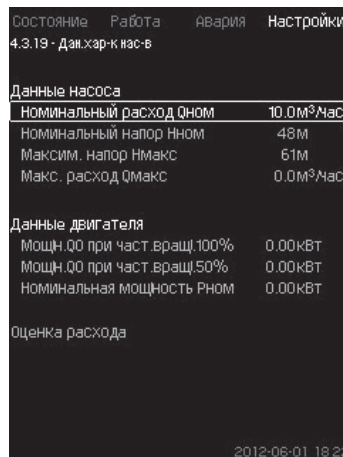 Состояние Работа Авария Настройки
4.3.19 - Дан.хар-к нас-в
Данные насоса
Номинальный расход Qном 10.0м³/час
Номинальный напор Hном 48м
Максим. напор Hмакс 61м
Макс. расход Qмакс 0.0м³/час
Данные двигателя
Мощн.Q0 при част.вращ.100% 0.00кВт
Мощн.Q0 при част.вращ.50% 0.00кВт
Номинальная мощность Pном 0.00кВт
Оценка расхода
2012-06-01 18:22